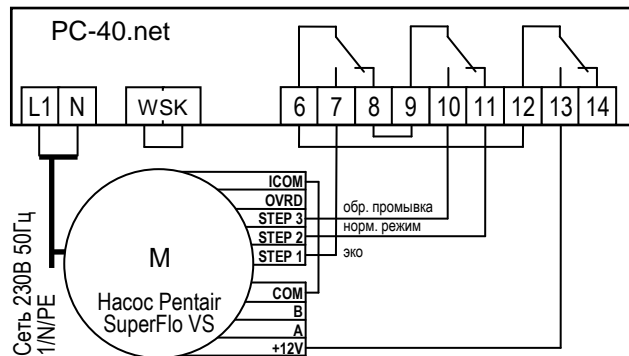 PC-40.net
L1 N WSK 6 7 8 9 10 11 12 13 14
ICOM
OVRD
STEP 3 обр. промывка
STEP 2 норм. режим
STEP 1 эко
M
Насос Pentair
SuperFlo VS
COM
B
A
+12V
Сеть 230В 50Гц
1/N/PE